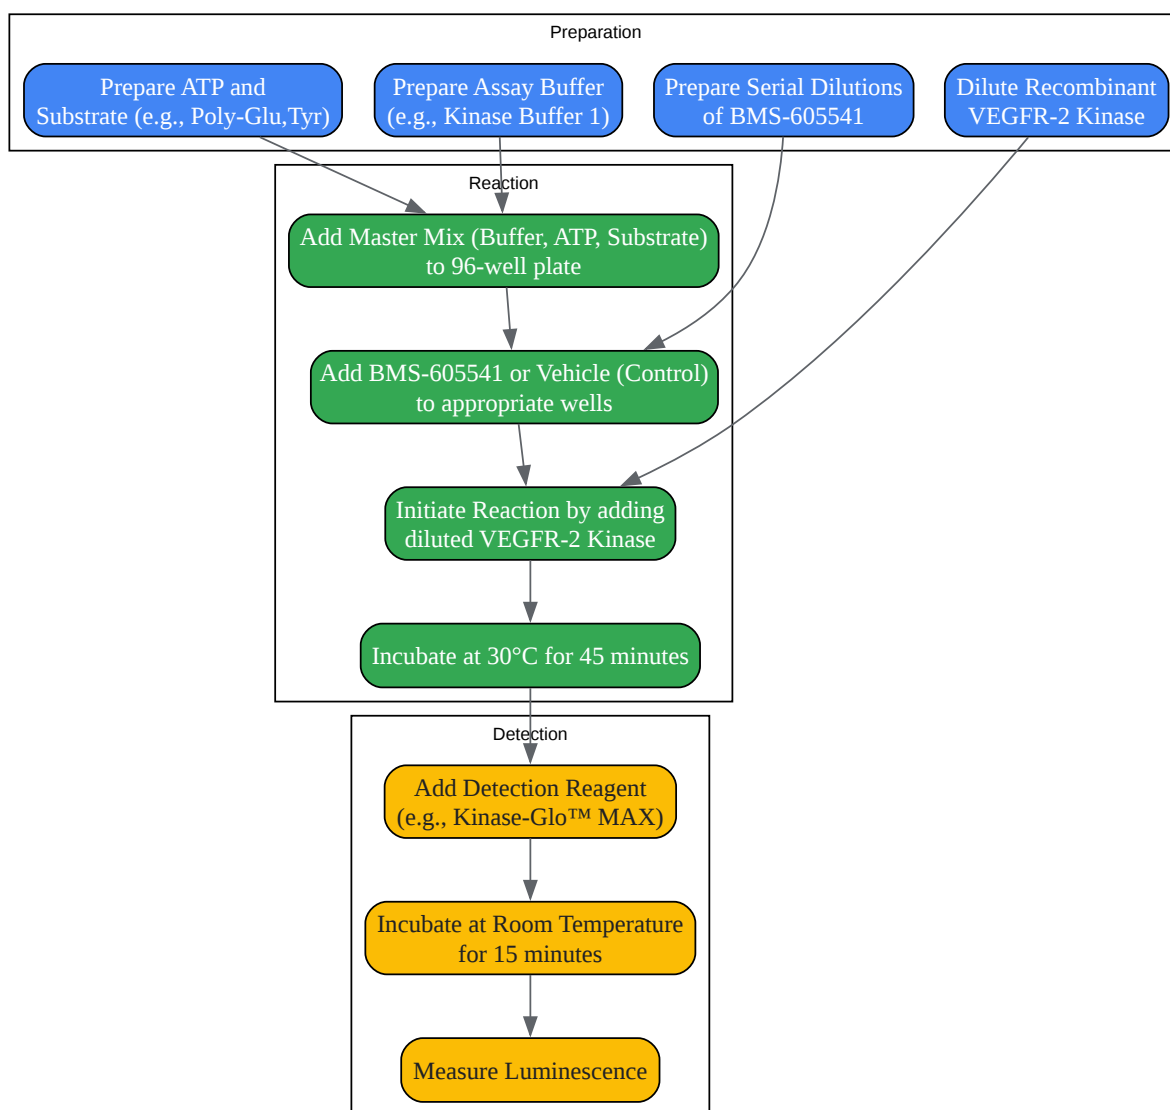 Preparation
Prepare ATP and
Substrate (e.g., Poly-Glu,Tyr)
Prepare Assay Buffer
(e.g., Kinase Buffer 1)
Prepare Serial Dilutions
of BMS-605541
Dilute Recombinant
VEGFR-2 Kinase
Reaction
Add Master Mix (Buffer, ATP, Substrate)
to 96-well plate
Add BMS-605541 or Vehicle (Control)
to appropriate wells
Initiate Reaction by adding
diluted VEGFR-2 Kinase
Incubate at 30°C for 45 minutes
Detection
Add Detection Reagent
(e.g., Kinase-Glo™ MAX)
Incubate at Room Temperature
for 15 minutes
Measure Luminescence